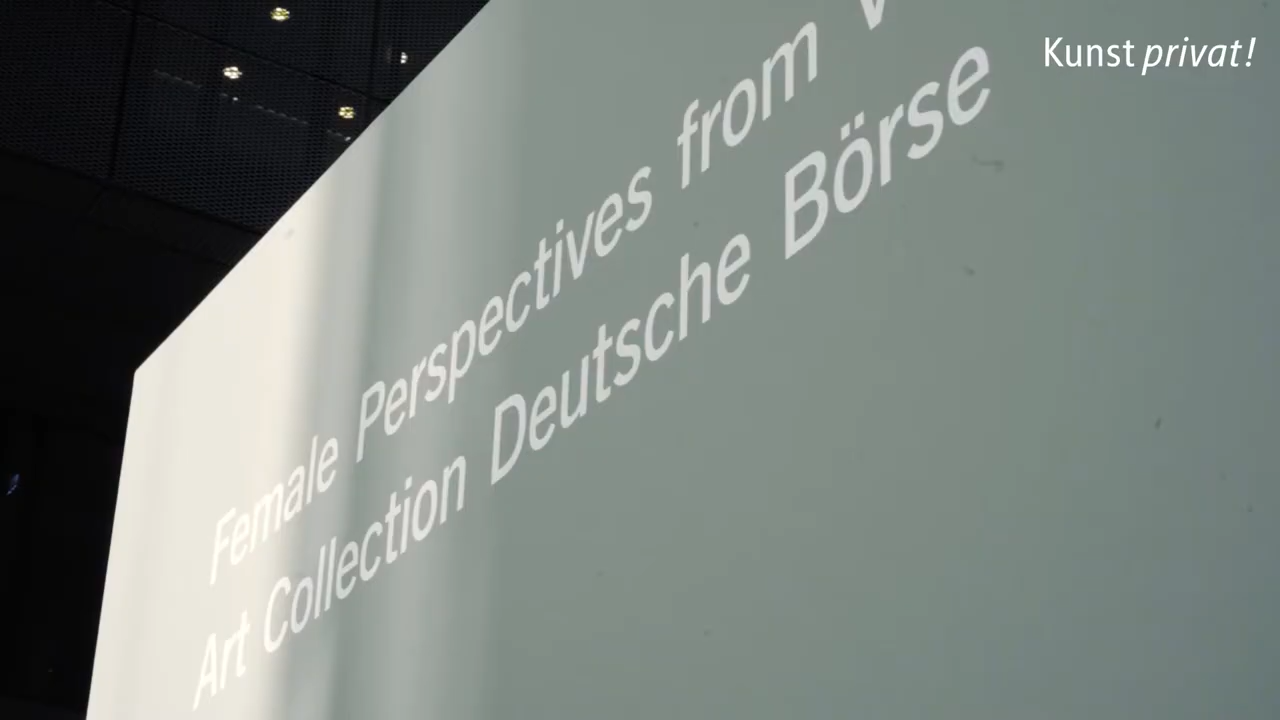 Kunst privat!
Female Perspectives from
Art Collection Deutsche Börse